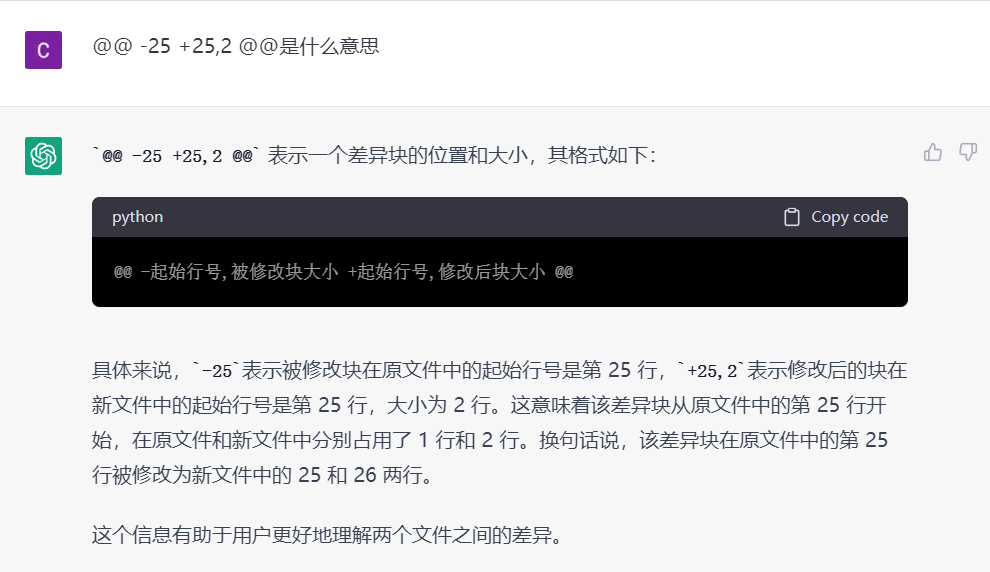 C
@@ -25 +25,2 @@是什么意思
`@@ -25 +25,2 @@` 表示一个差异块的位置和大小，其格式如下：
python
Copy code
@@ -起始行号,被修改块大小 +起始行号,修改后块大小 @@
具体来说，`-25`表示被修改块在原文件中的起始行号是第 25 行，`+25,2`表示修改后的块在
新文件中的起始行号是第 25 行，大小为 2 行。这意味着该差异块从原文件中的第 25 行开
始，在原文件和新文件中分别占用了 1 行和 2 行。换句话说，该差异块在原文件中的第 25
行被修改为新文件中的 25 和 26 两行。
这个信息有助于用户更好地理解两个文件之间的差异。